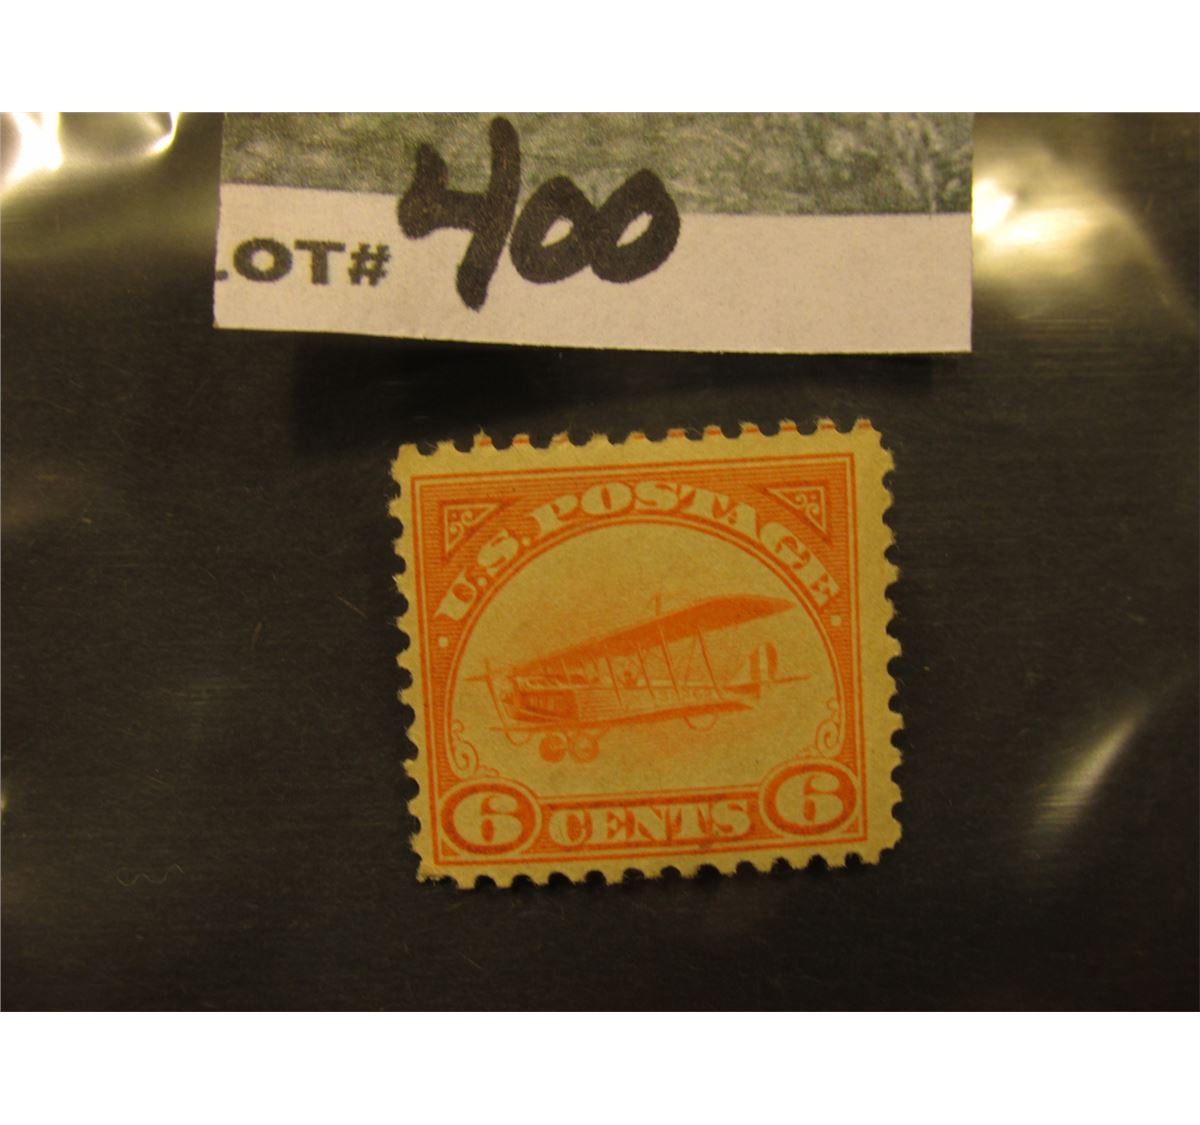 LOT# 400
U.S. POSTAGE
6 CENTS 6